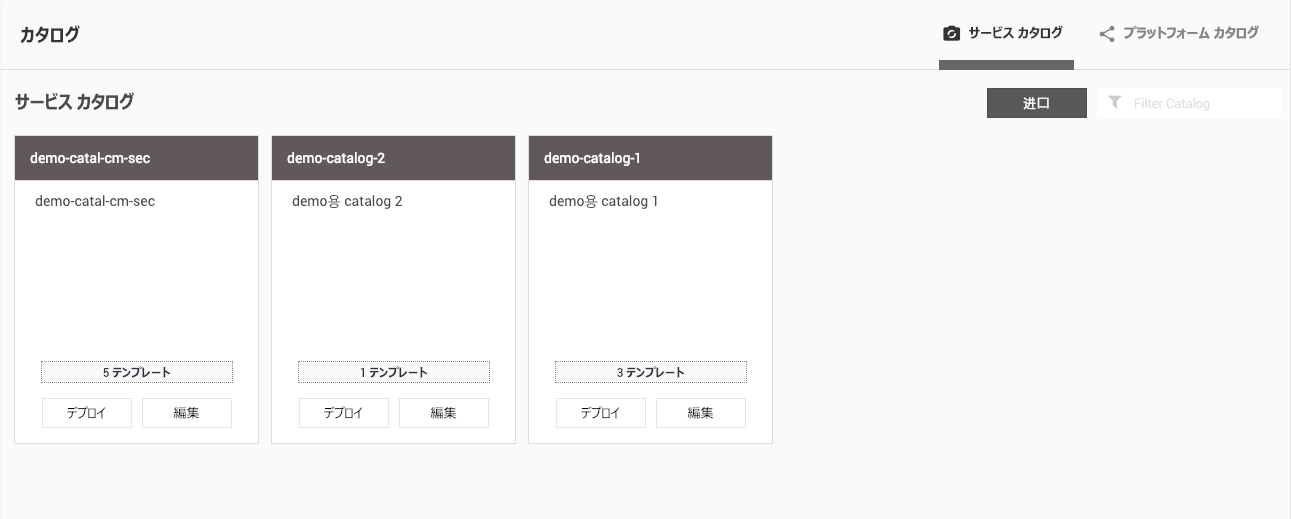 カタログ
サービス カタログ
プラットフォーム カタログ
サービス カタログ
进口
Filter Catalog
demo-catal-cm-sec
demo-catal-cm-sec
5 テンプレート
デプロイ
編集
demo-catalog-2
demo용 catalog 2
1 テンプレート
デプロイ
編集
demo-catalog-1
demo용 catalog 1
3 テンプレート
デプロイ
編集